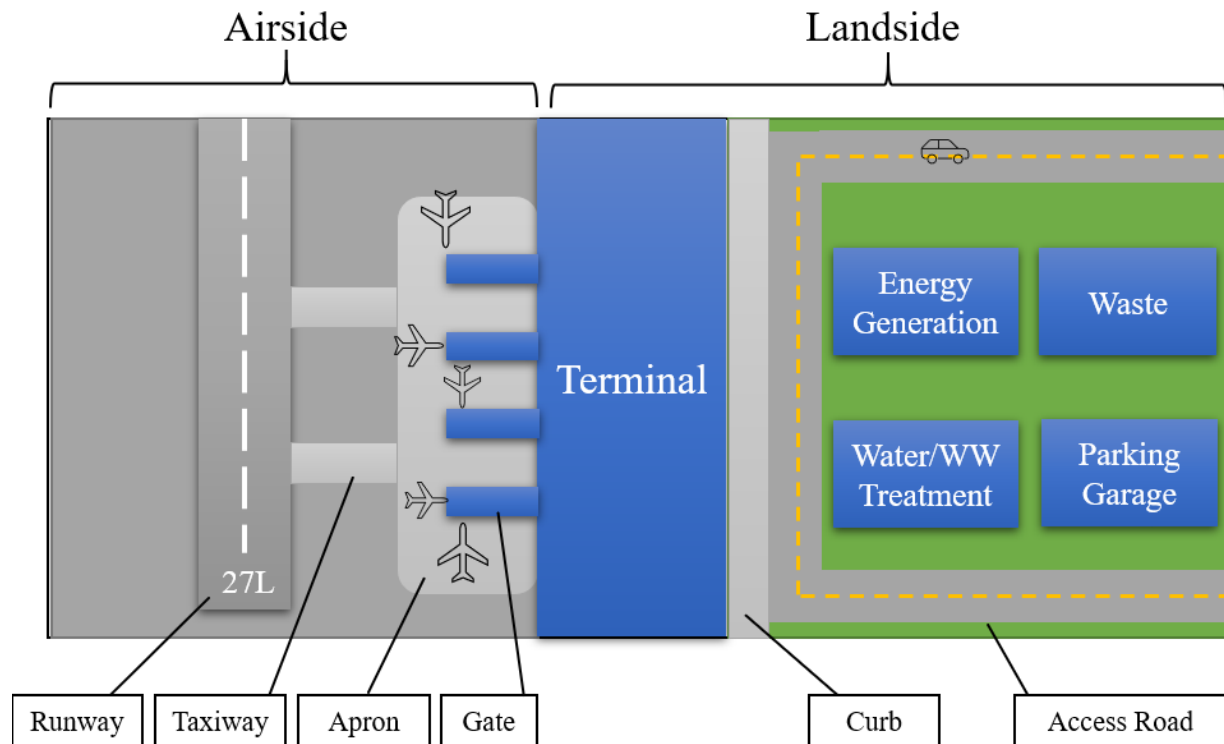 Airside
Landside
Energy
Generation
Waste
Terminal
Water/WW
Treatment
Parking
Garage
27L
Runway
Taxiway
Apron
Gate
Curb
Access Road